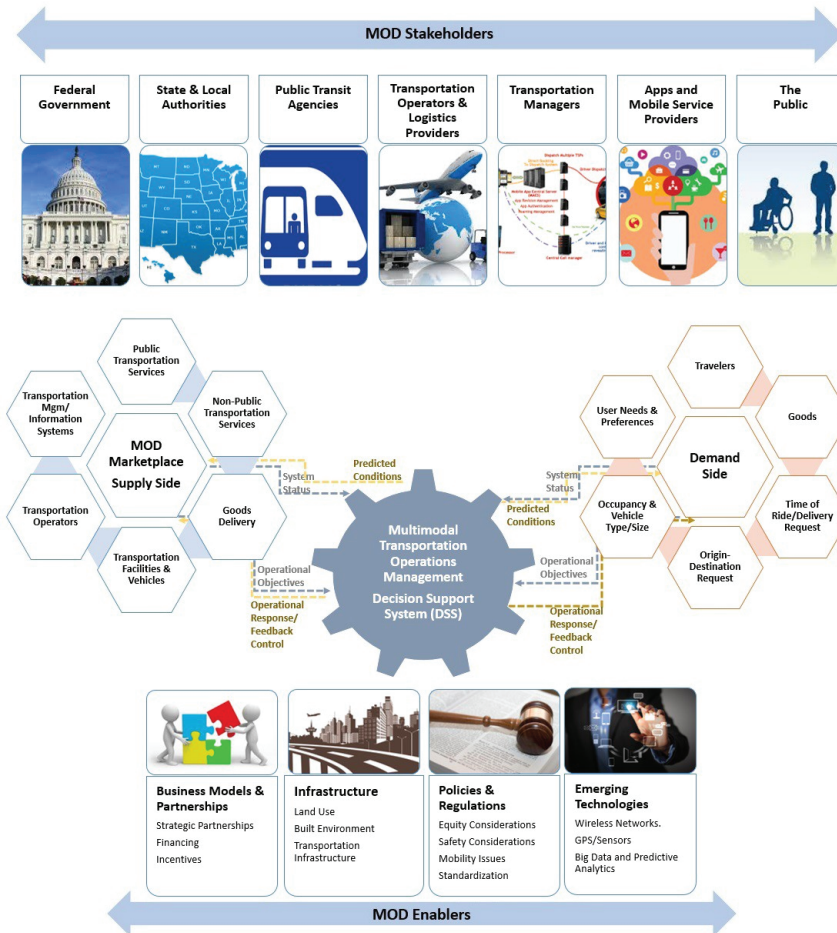 MOD Stakeholders
Federal
Government
State & Local
Authorities
Public Transit
Agencies
Transportation
Operators &
Logistics
Providers
Transportation
Managers
Apps and
Mobile Service
Providers
The
Public
Dispatch Multiple TSPs
Central Call manager
Public
Transportation
Services
Transportation
Mgm/
Information
Systems
Non-Public
Transportation
Services
MOD
Marketplace
Supply Side
Transportation
Operators
Goods
Delivery
Transportation
Facilities &
Vehicles
Predicted
Conditions
System
Status
Operational
Objectives
Operational
Response/
Feedback
Control
Multimodal
Transportation
Operations
Management
Decision Support
System (DSS)
System
Status
Predicted
Conditions
Operational
Objectives
Operational
Response/
Feedback
Control
Travelers
User Needs &
Preferences
Goods
Demand
Side
Occupancy &
Vehicle
Type/Size
Time of
Ride/Delivery
Request
Origin-
Destination
Request
Business Models &
Partnerships
Strategic Partnerships
Financing
Incentives
Infrastructure
Land Use
Built Environment
Transportation
Infrastructure
Policies &
Regulations
Equity Considerations
Safety Considerations
Mobility Issues
Standardization
Emerging
Technologies
Wireless Networks.
GPS/Sensors
Big Data and Predictive
Analytics
MOD Enablers